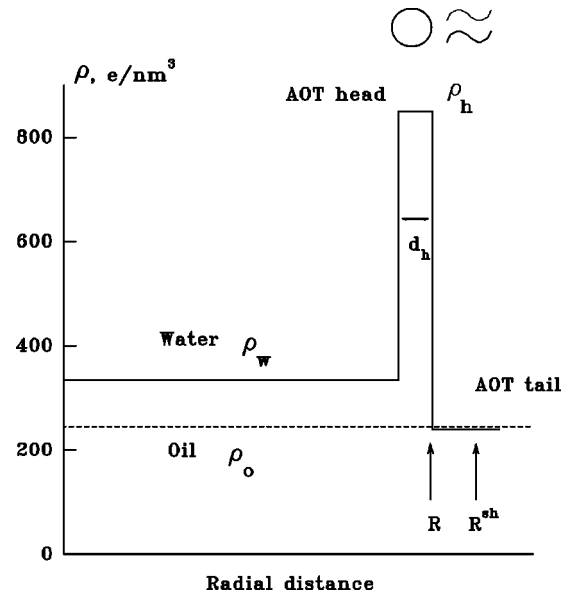 ρ, e/nm³
AOT head
ρh
800
600
dh
400
Water ρw
AOT tail
200
Oil ρo
R
Rsh
0
Radial distance